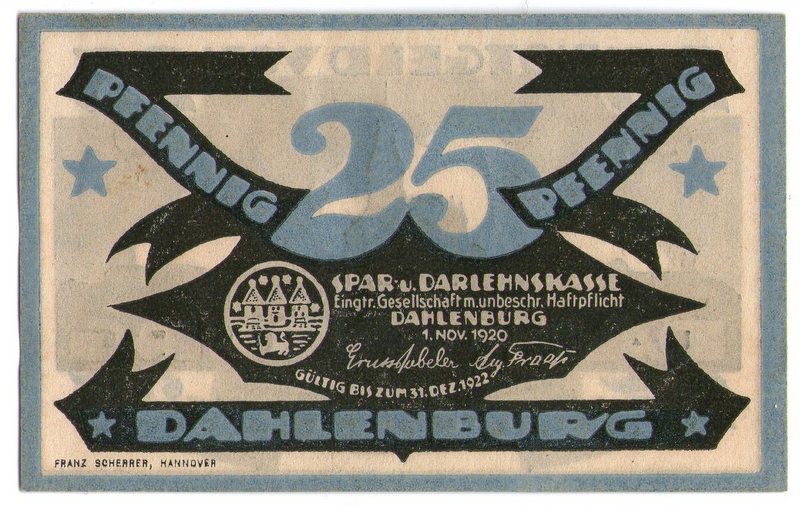 PFENNIG
25
PFENNIG
SPAR- u. DARLEHNSKASSE
Eingtr. Gesellschaft m. unbeschr. Haftpflicht
DAHLENBURG
1. NOV. 1920
GÜLTIG BIS ZUM 31. DEZ. 1922
DAHLENBURG
FRANZ SCHERRER, HANNOVER